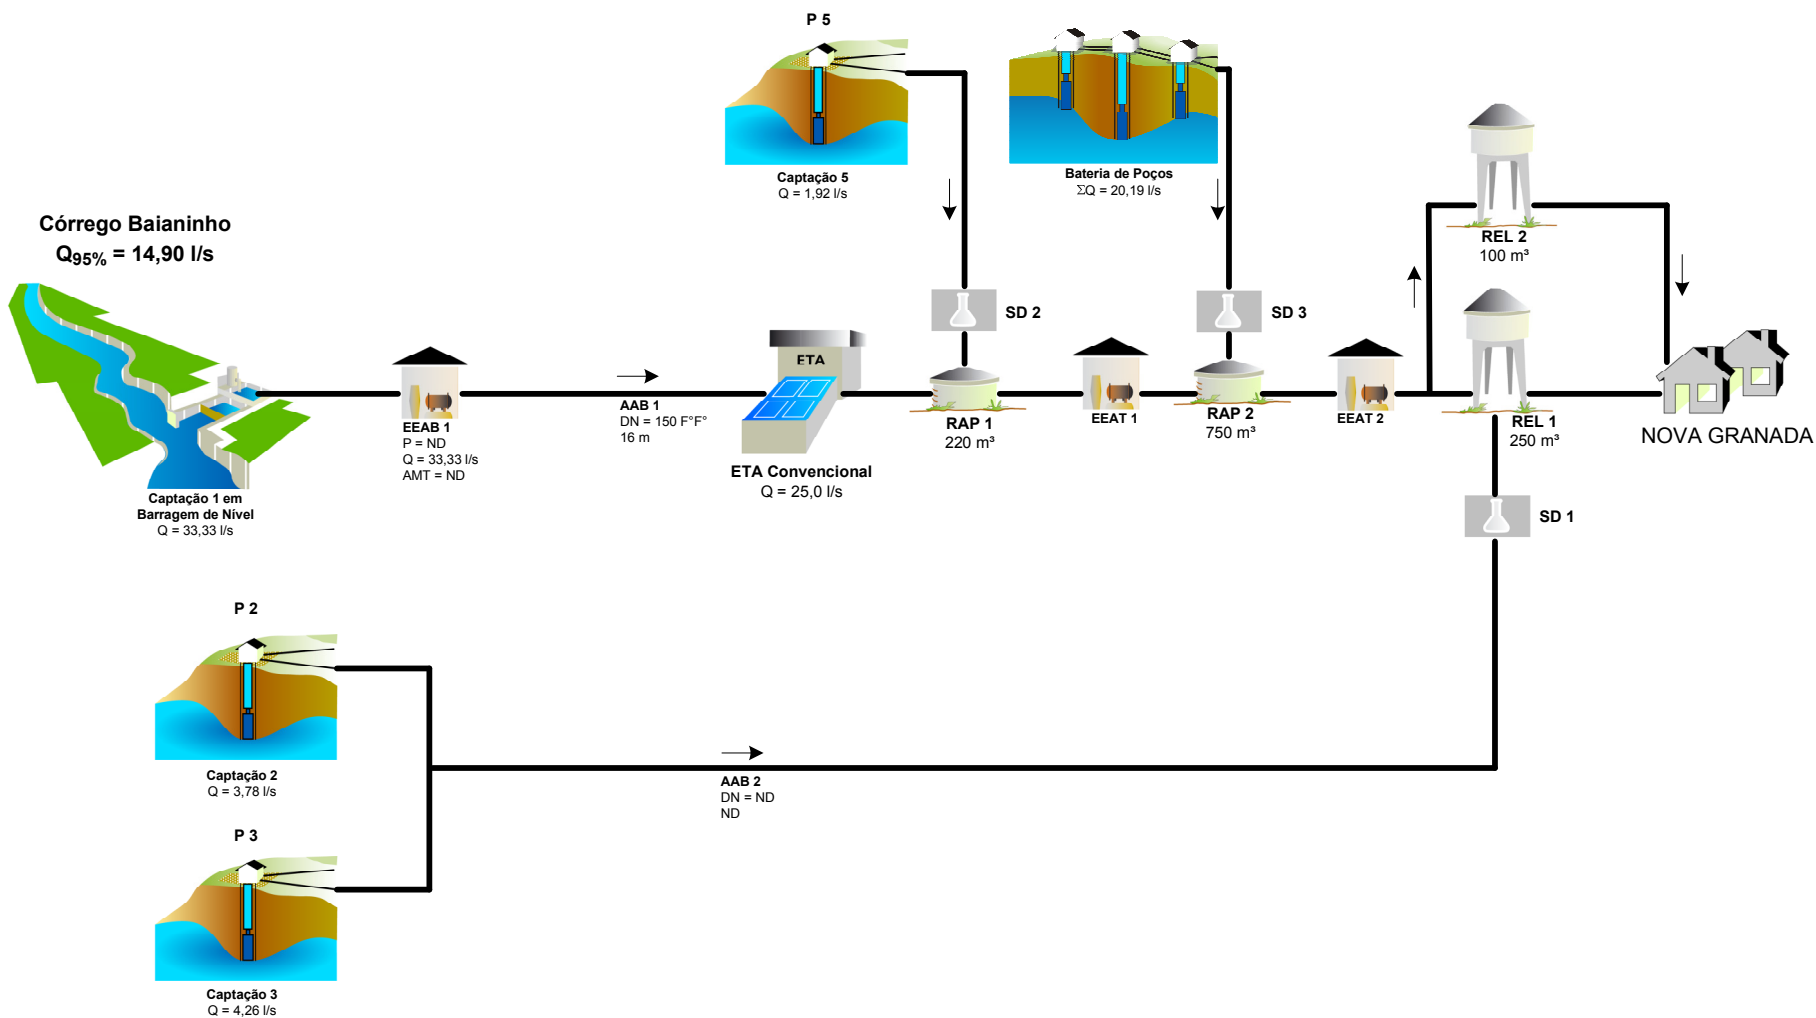 P 5
Captação 5
Q = 1,92 l/s
Bateria de Poços
ΣQ = 20,19 l/s
Córrego Baianinho
Q95% = 14,90 l/s
REL 2
100 m³
SD 2
SD 3
ETA
EEAB 1
P = ND
Q = 33,33 l/s
AMT = ND
AAB 1
DN = 150 F°F°
16 m
ETA Convencional
Q = 25,0 l/s
RAP 1
220 m³
EEAT 1
RAP 2
750 m³
EEAT 2
REL 1
250 m³
NOVA GRANADA
Captação 1 em
Barragem de Nível
Q = 33,33 l/s
SD 1
P 2
Captação 2
Q = 3,78 l/s
AAB 2
DN = ND
ND
P 3
Captação 3
Q = 4,26 l/s